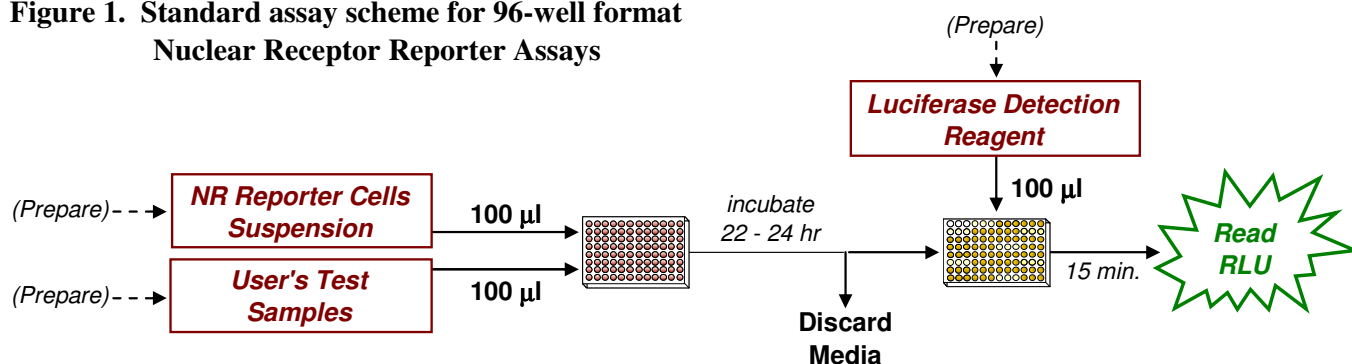 Figure 1. Standard assay scheme for 96-well format
Nuclear Receptor Reporter Assays
(Prepare)
Luciferase Detection
Reagent
100 µl
(Prepare)
NR Reporter Cells
Suspension
100 µl
(Prepare)
User's Test
Samples
100 µl
incubate
22 - 24 hr
Discard
Media
15 min.
Read
RLU